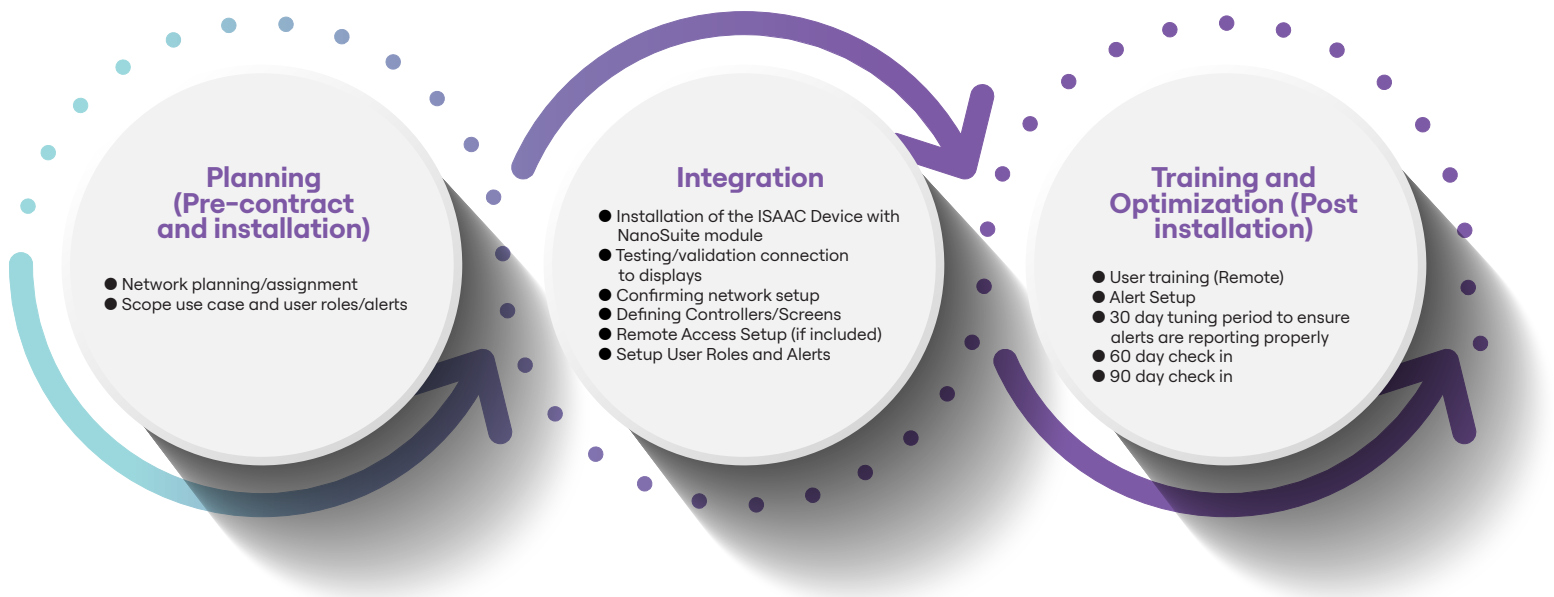 Planning
(Pre-contract
and installation)
● Network planning/assignment
● Scope use case and user roles/alerts
Integration
● Installation of the ISAAC Device with
NanoSuite module
● Testing/validation connection
to displays
● Confirming network setup
● Defining Controllers/Screens
● Remote Access Setup (if included)
● Setup User Roles and Alerts
Training and
Optimization (Post
installation)
● User training (Remote)
● Alert Setup
● 30 day tuning period to ensure
alerts are reporting properly
● 60 day check in
● 90 day check in